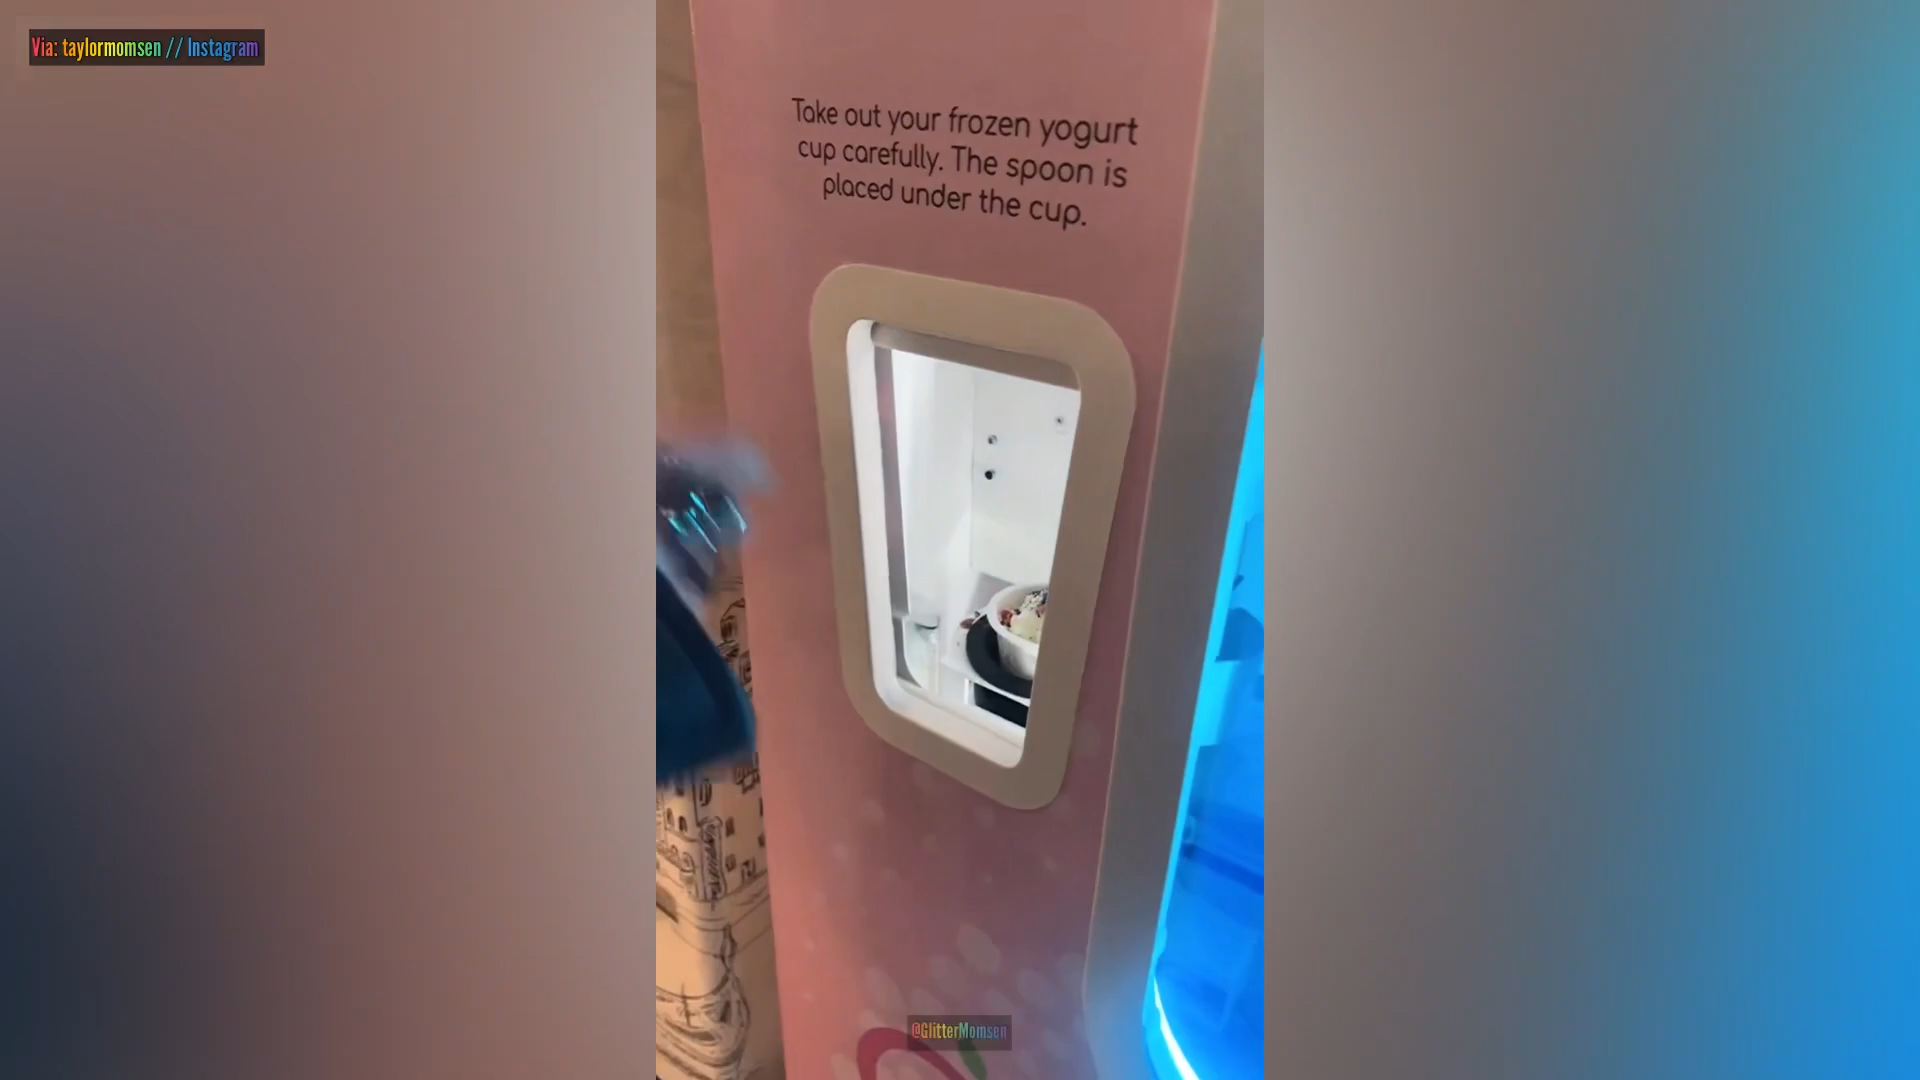 Via: taylormomsen // Instagram
Take out your frozen yogurt
cup carefully. The spoon is
placed under the cup.
@GlitterMomsen